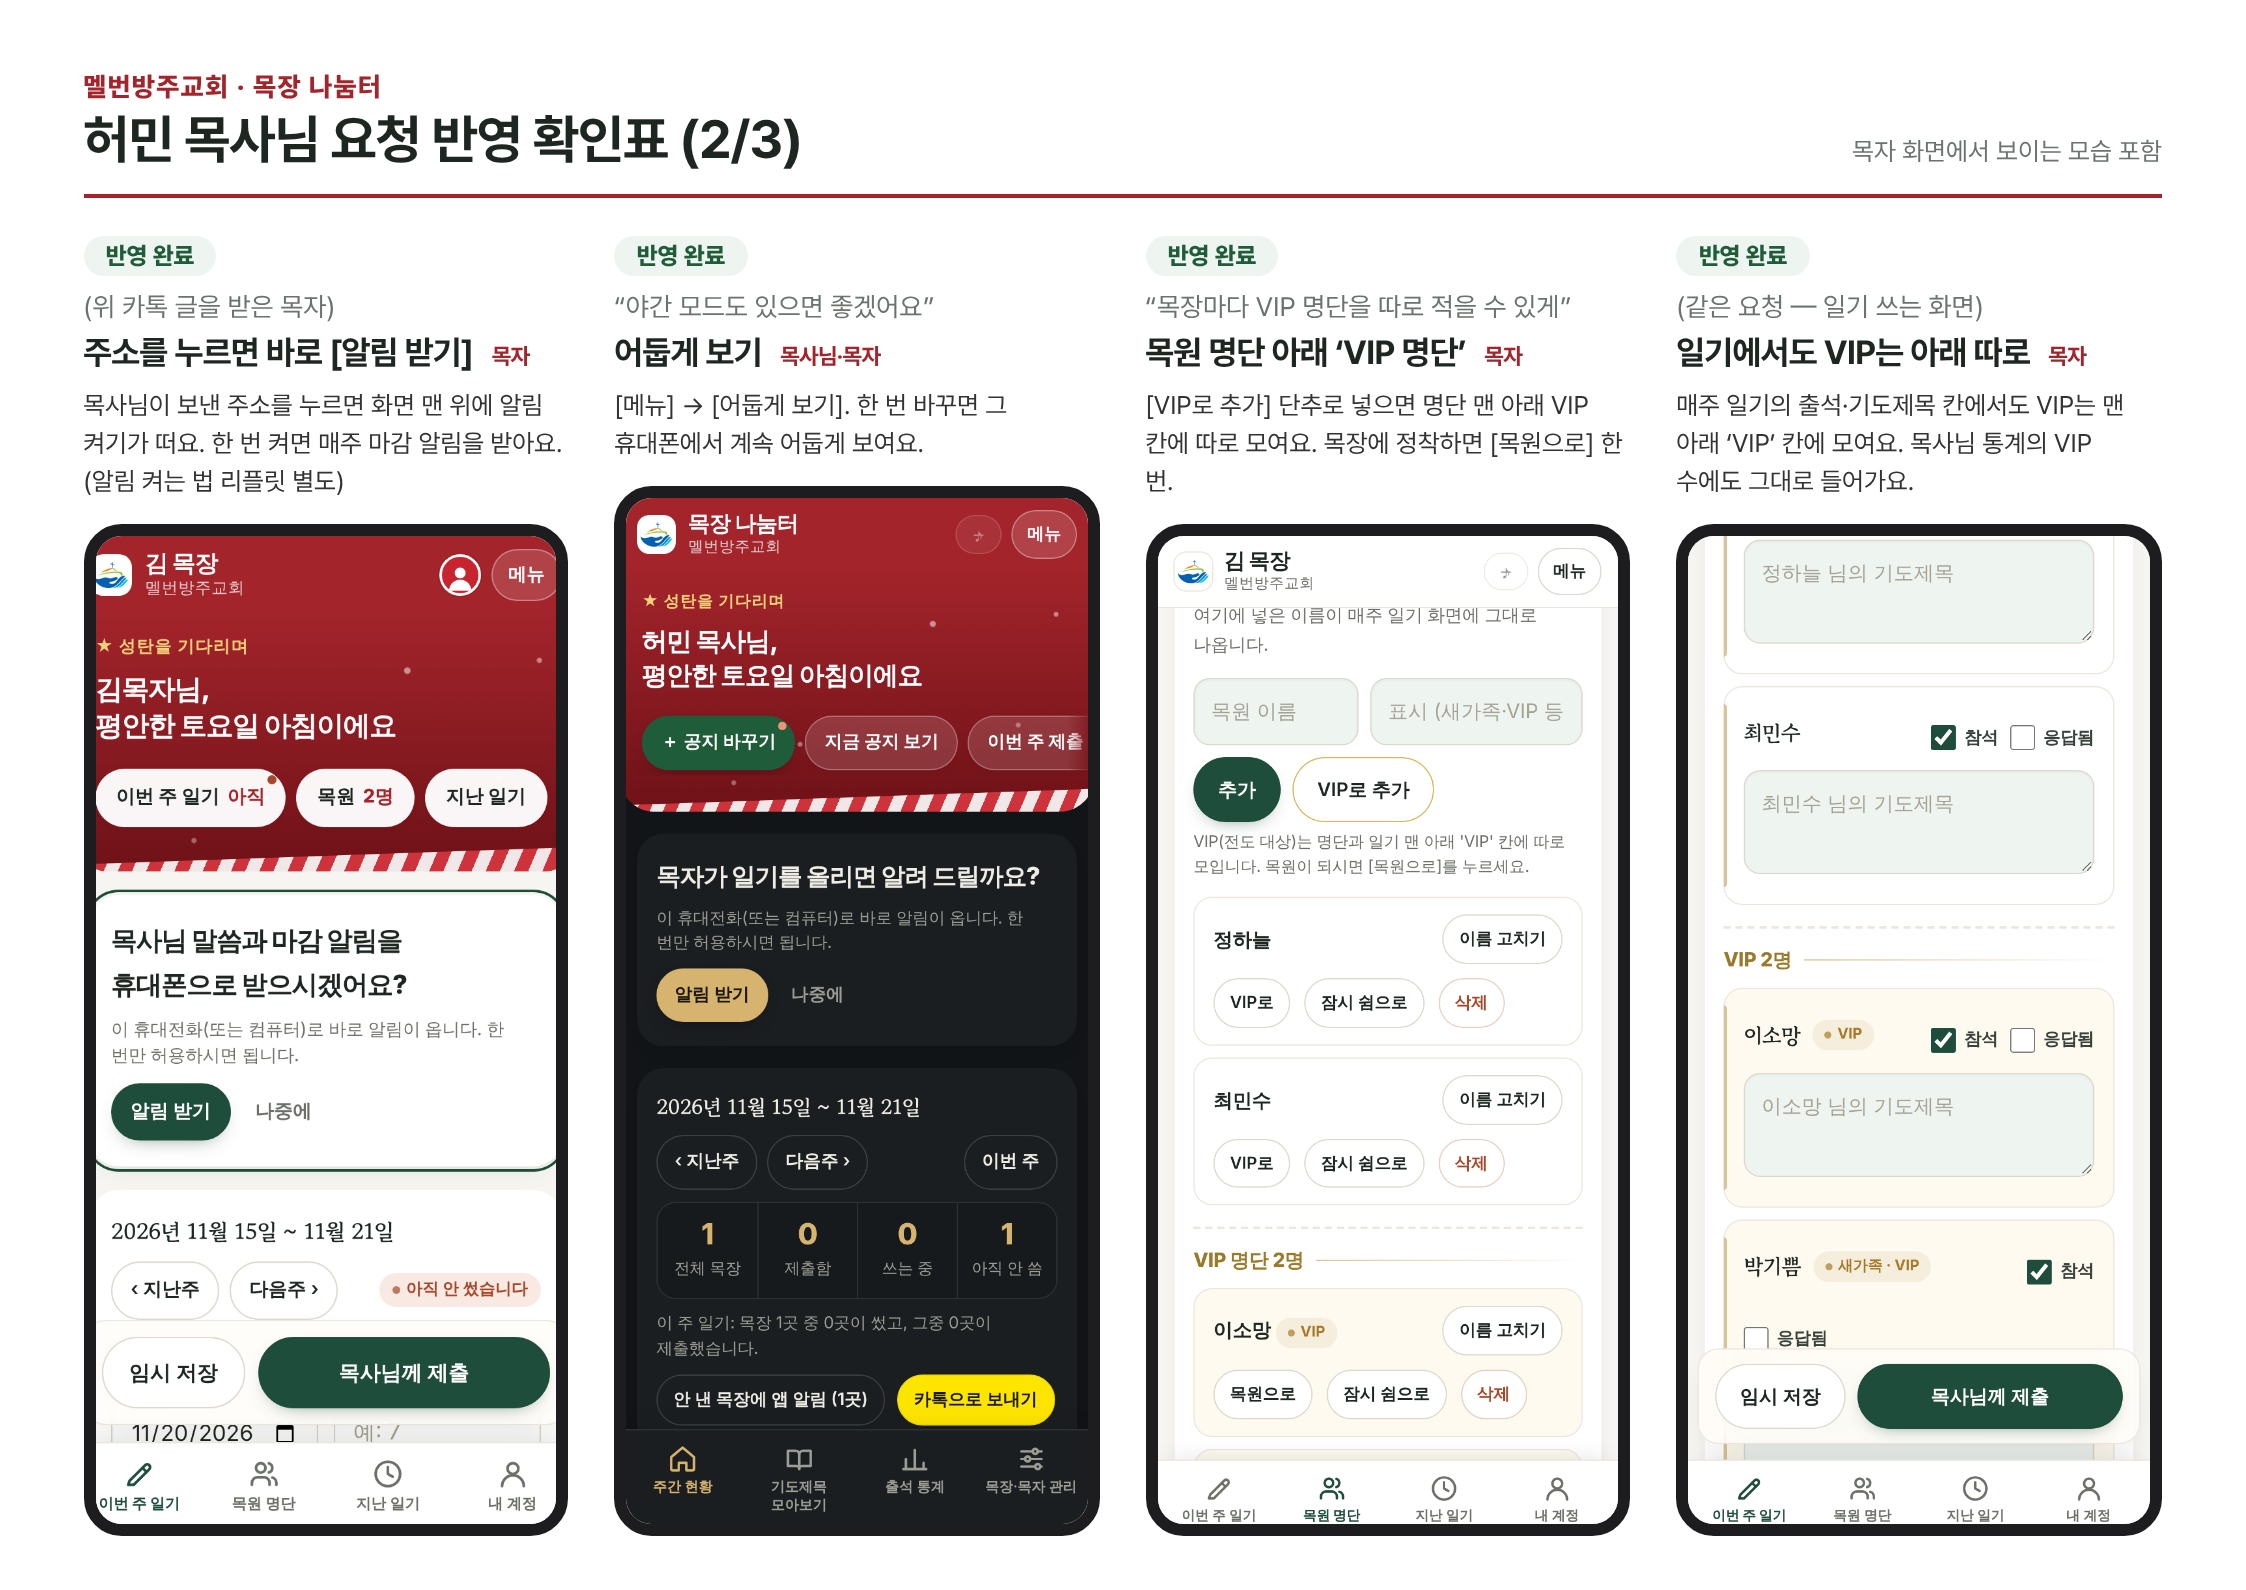 멜번방주교회 · 목장 나눔터
허민 목사님 요청 반영 확인표 (2/3)
목자 화면에서 보이는 모습 포함
반영 완료
(위 카톡 글을 받은 목자)
주소를 누르면 바로 [알림 받기] 목자
목사님이 보낸 주소를 누르면 화면 맨 위에 알림
켜기가 떠요. 한 번 켜면 매주 마감 알림을 받아요.
(알림 켜는 법 리플릿 별도)
김 목장
멜번방주교회
메뉴
★ 성탄을 기다리며
김목자님,
평안한 토요일 아침이에요
이번 주 일기 아직
목원 2명
지난 일기
목사님 말씀과 마감 알림을
휴대폰으로 받으시겠어요?
이 휴대전화(또는 컴퓨터)로 바로 알림이 옵니다. 한
번만 허용하시면 됩니다.
알림 받기
나중에
2026년 11월 15일 ~ 11월 21일
‹ 지난주
다음주 ›
아직 안 썼습니다
임시 저장
목사님께 제출
11/20/2026
예: 7
이번 주 일기
목원 명단
지난 일기
내 계정
반영 완료
“야간 모드도 있으면 좋겠어요”
어둡게 보기 목사님·목자
[메뉴] → [어둡게 보기]. 한 번 바꾸면 그
휴대폰에서 계속 어둡게 보여요.
목장 나눔터
멜번방주교회
메뉴
★ 성탄을 기다리며
허민 목사님,
평안한 토요일 아침이에요
+ 공지 바꾸기
지금 공지 보기
이번 주 제출
목자가 일기를 올리면 알려 드릴까요?
이 휴대전화(또는 컴퓨터)로 바로 알림이 옵니다. 한
번만 허용하시면 됩니다.
알림 받기
나중에
2026년 11월 15일 ~ 11월 21일
‹ 지난주
다음주 ›
이번 주
1
전체 목장
0
제출함
0
쓰는 중
1
아직 안 씀
이 주 일기: 목장 1곳 중 0곳이 썼고, 그중 0곳이
제출했습니다.
안 낸 목장에 앱 알림 (1곳)
카톡으로 보내기
주간 현황
기도제목
모아보기
출석 통계
목장·목자 관리
반영 완료
“목장마다 VIP 명단을 따로 적을 수 있게”
목원 명단 아래 ‘VIP 명단’ 목자
[VIP로 추가] 단추로 넣으면 명단 맨 아래 VIP
칸에 따로 모여요. 목장에 정착하면 [목원으로] 한
번.
김 목장
멜번방주교회
메뉴
여기에 넣은 이름이 매주 일기 화면에 그대로
나옵니다.
목원 이름
표시 (새가족·VIP 등
추가
VIP로 추가
VIP(전도 대상)는 명단과 일기 맨 아래 'VIP' 칸에 따로
모입니다. 목원이 되시면 [목원으로]를 누르세요.
정하늘
이름 고치기
VIP로
잠시 쉼으로
삭제
최민수
이름 고치기
VIP로
잠시 쉼으로
삭제
VIP 명단 2명
이소망
VIP
이름 고치기
목원으로
잠시 쉼으로
삭제
이번 주 일기
목원 명단
지난 일기
내 계정
반영 완료
(같은 요청 — 일기 쓰는 화면)
일기에서도 VIP는 아래 따로 목자
매주 일기의 출석·기도제목 칸에서도 VIP는 맨
아래 ‘VIP’ 칸에 모여요. 목사님 통계의 VIP
수에도 그대로 들어가요.
정하늘 님의 기도제목
최민수
참석
응답됨
최민수 님의 기도제목
VIP 2명
이소망
VIP
참석
응답됨
이소망 님의 기도제목
박기쁨
새가족 · VIP
참석
응답됨
임시 저장
목사님께 제출
이번 주 일기
목원 명단
지난 일기
내 계정